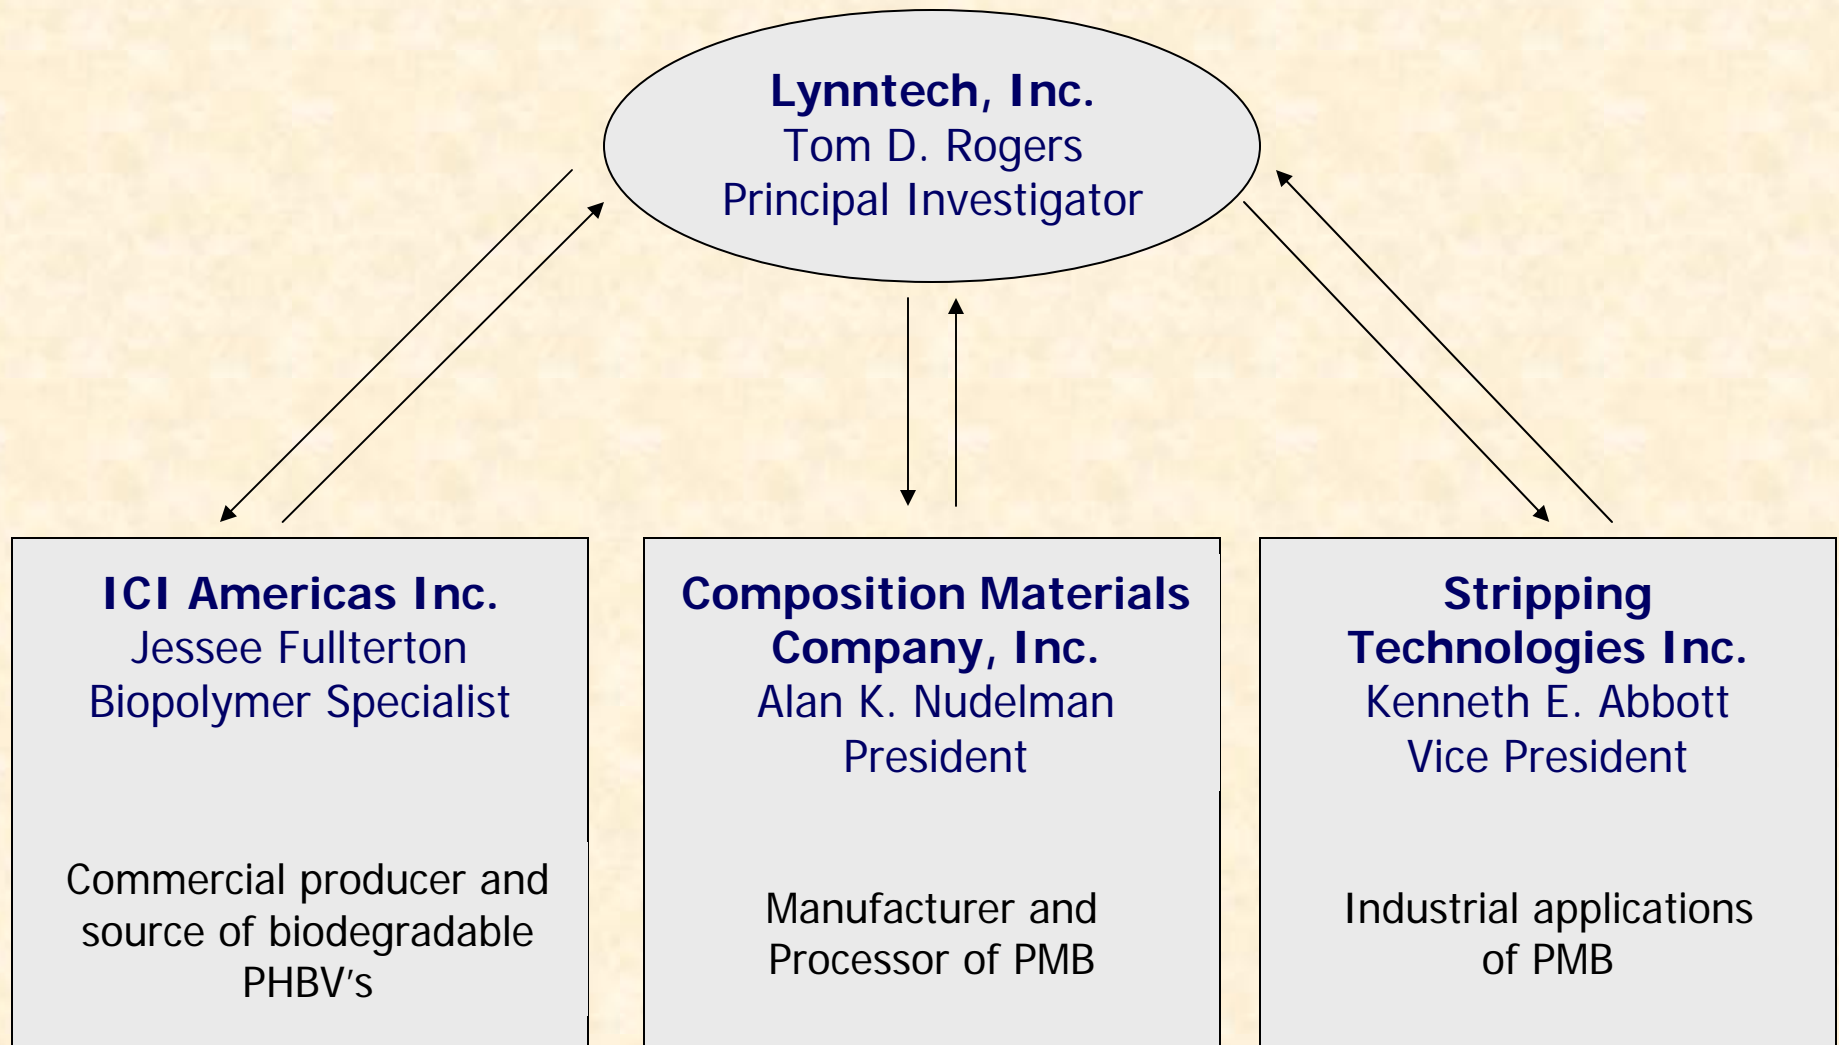 Lynntech, Inc.
Tom D. Rogers
Principal Investigator
ICI Americas Inc.
Jessee Fullterton
Biopolymer Specialist
Commercial producer and
source of biodegradable
PHBV's
Composition Materials
Company, Inc.
Alan K. Nudelman
President
Manufacturer and
Processor of PMB
Stripping
Technologies Inc.
Kenneth E. Abbott
Vice President
Industrial applications
of PMB